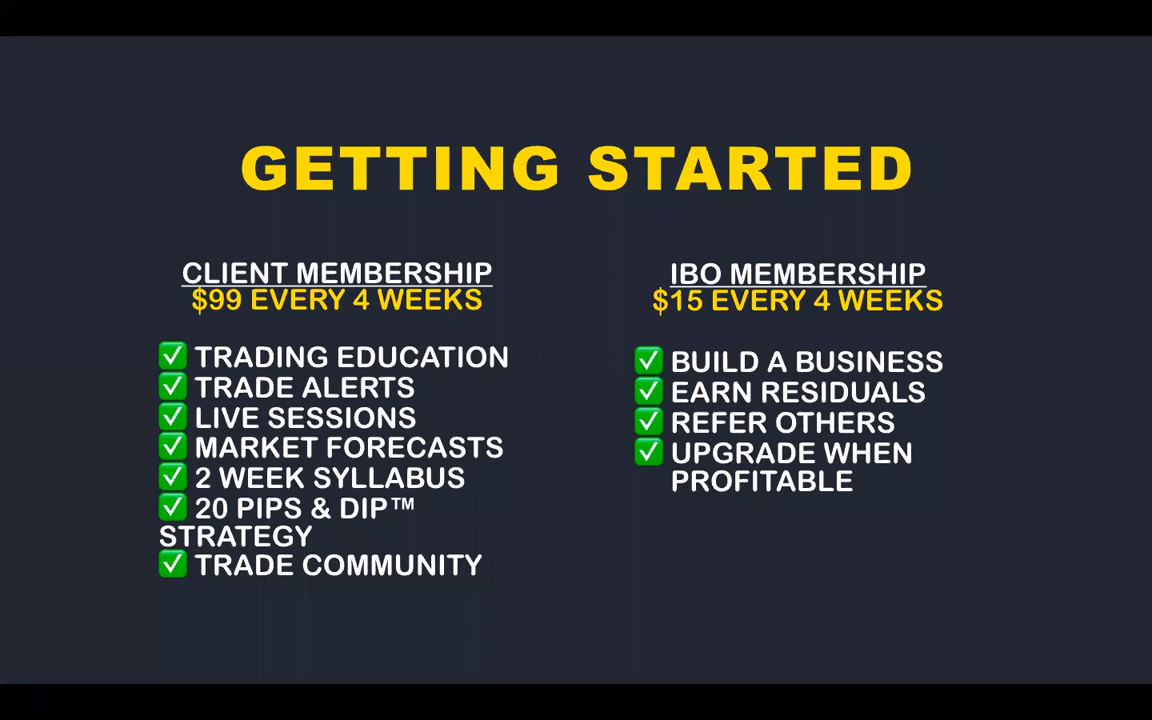 GETTING STARTED
CLIENT MEMBERSHIP
$99 EVERY 4 WEEKS
✅ TRADING EDUCATION
✅ TRADE ALERTS
✅ LIVE SESSIONS
✅ MARKET FORECASTS
✅ 2 WEEK SYLLABUS
✅ 20 PIPS & DIP™
STRATEGY
✅ TRADE COMMUNITY
IBO MEMBERSHIP
$15 EVERY 4 WEEKS
✅ BUILD A BUSINESS
✅ EARN RESIDUALS
✅ REFER OTHERS
✅ UPGRADE WHEN
PROFITABLE